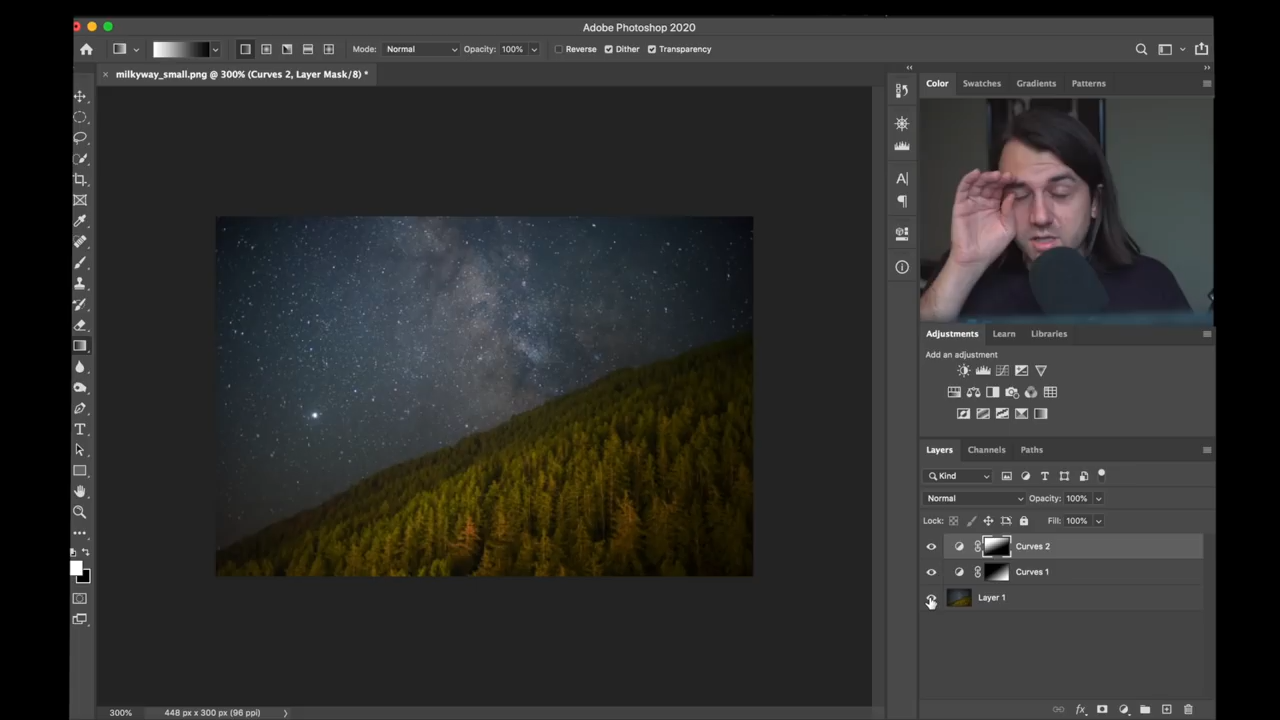 Adobe Photoshop 2020
Mode: Normal Opacity: 100% Reverse Dither Transparency
× milkyway_small.png @ 300% (Curves 2, Layer Mask/8) *
Color Swatches Gradients Patterns
Adjustments Learn Libraries
Add an adjustment
Layers Channels Paths
Kind
Normal Opacity: 100%
Lock: Fill: 100%
Curves 2
Curves 1
Layer 1
300% 448 px x 300 px (96 ppi)